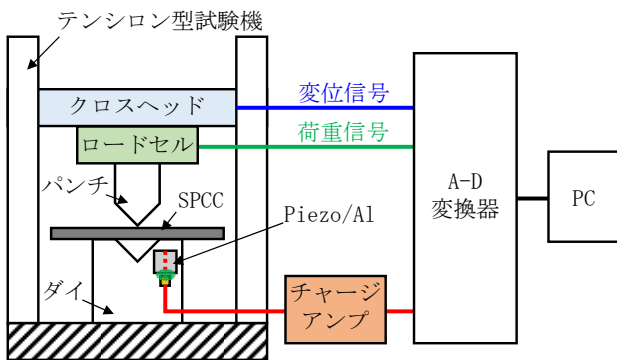 テンシロン型試験機
クロスヘッド
変位信号
ロードセル
荷重信号
パンチ
SPCC
A-D
変換器
PC
Piezo/Al
ダイ
チャージ
アンプ